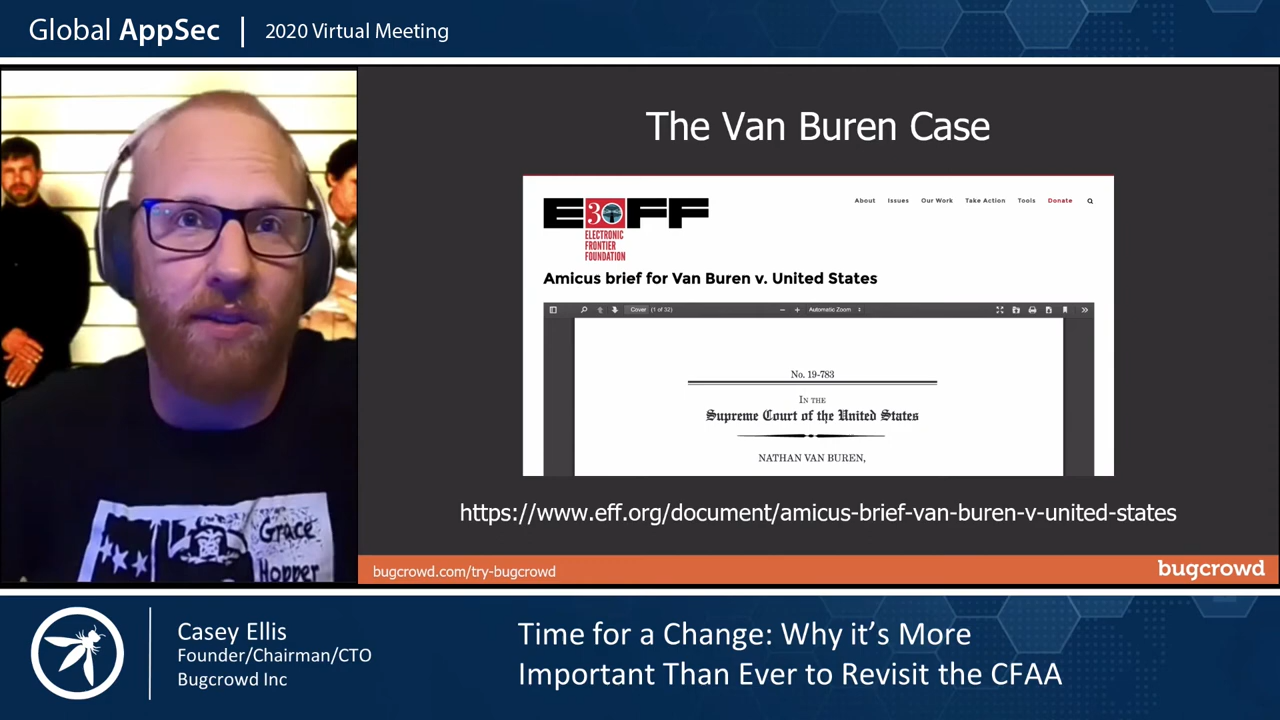 Global AppSec | 2020 Virtual Meeting
The Van Buren Case
EFF
30
ELECTRONIC
FRONTIER
FOUNDATION
About Issues Our Work Take Action Tools Donate
Amicus brief for Van Buren v. United States
Cover (1 of 32) Automatic Zoom
No. 19-783
IN THE
Supreme Court of the United States
NATHAN VAN BUREN,
https://www.eff.org/document/amicus-brief-van-buren-v-united-states
bugcrowd.com/try-bugcrowd
bugcrowd
Grace
Hopper
Casey Ellis
Founder/Chairman/CTO
Bugcrowd Inc
Time for a Change: Why it's More
Important Than Ever to Revisit the CFAA